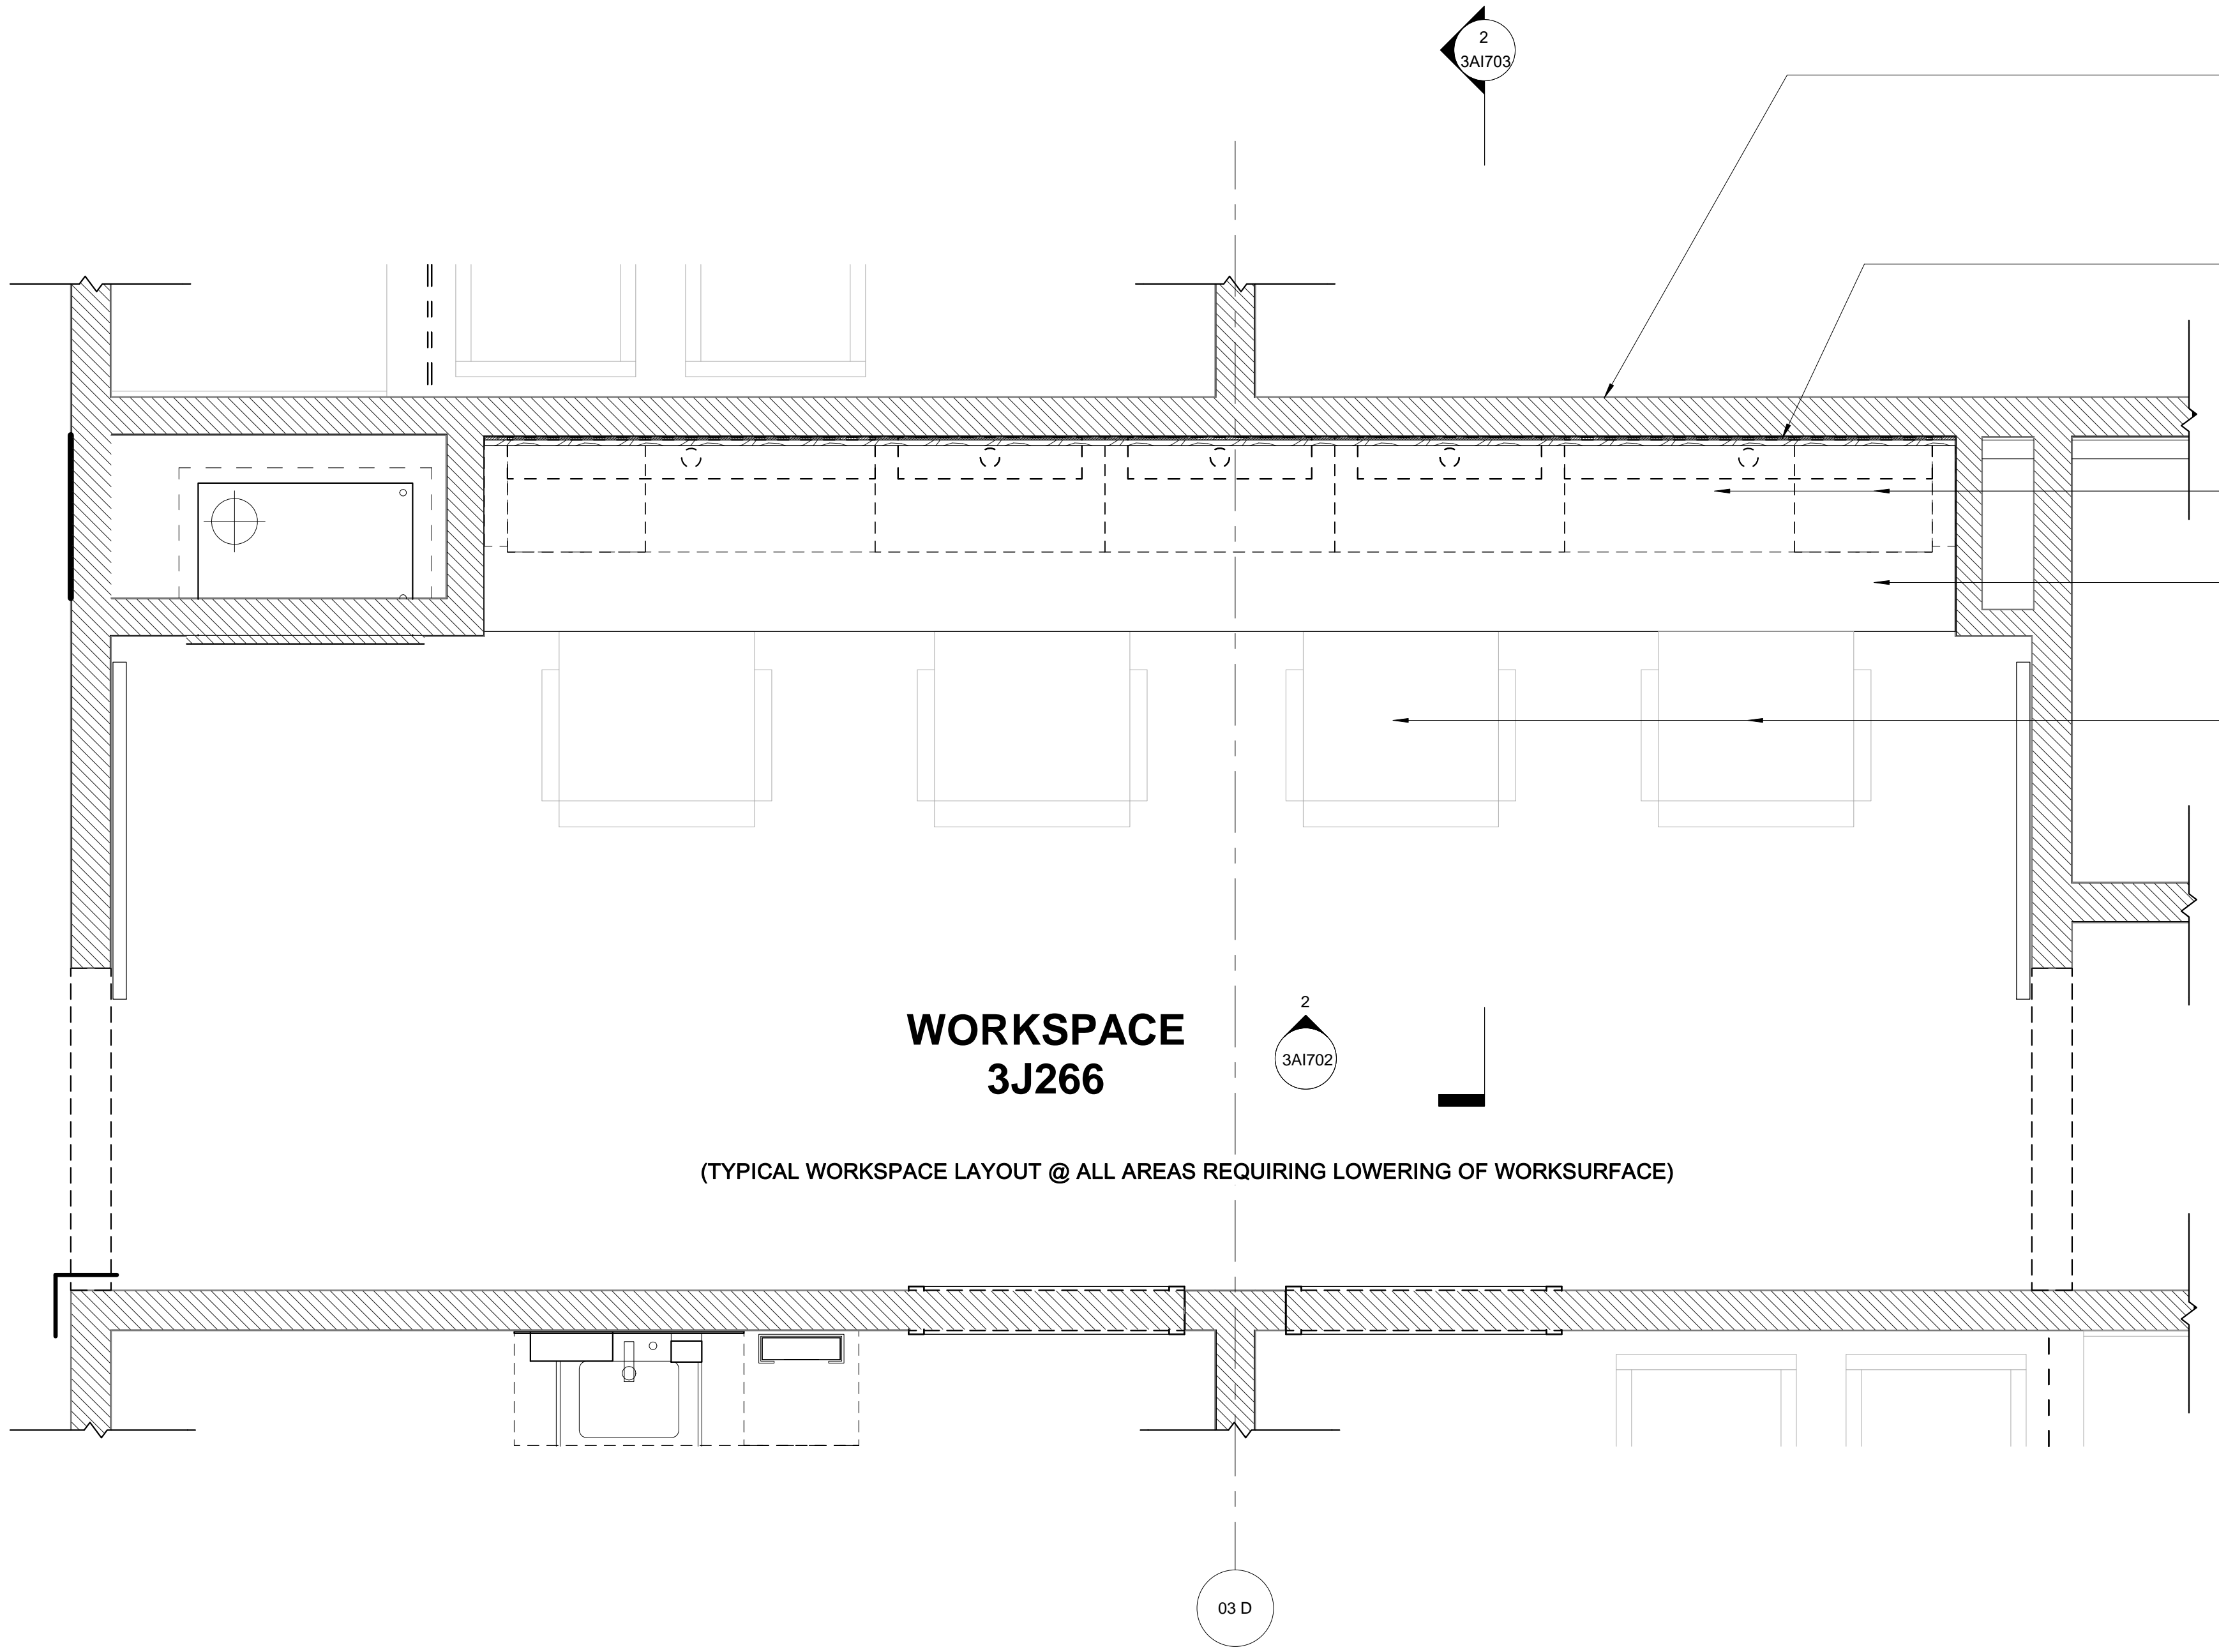 2
3AI703
WORKSPACE
3J266
2
3AI702
(TYPICAL WORKSPACE LAYOUT @ ALL AREAS REQUIRING LOWERING OF WORKSURFACE)
03 D